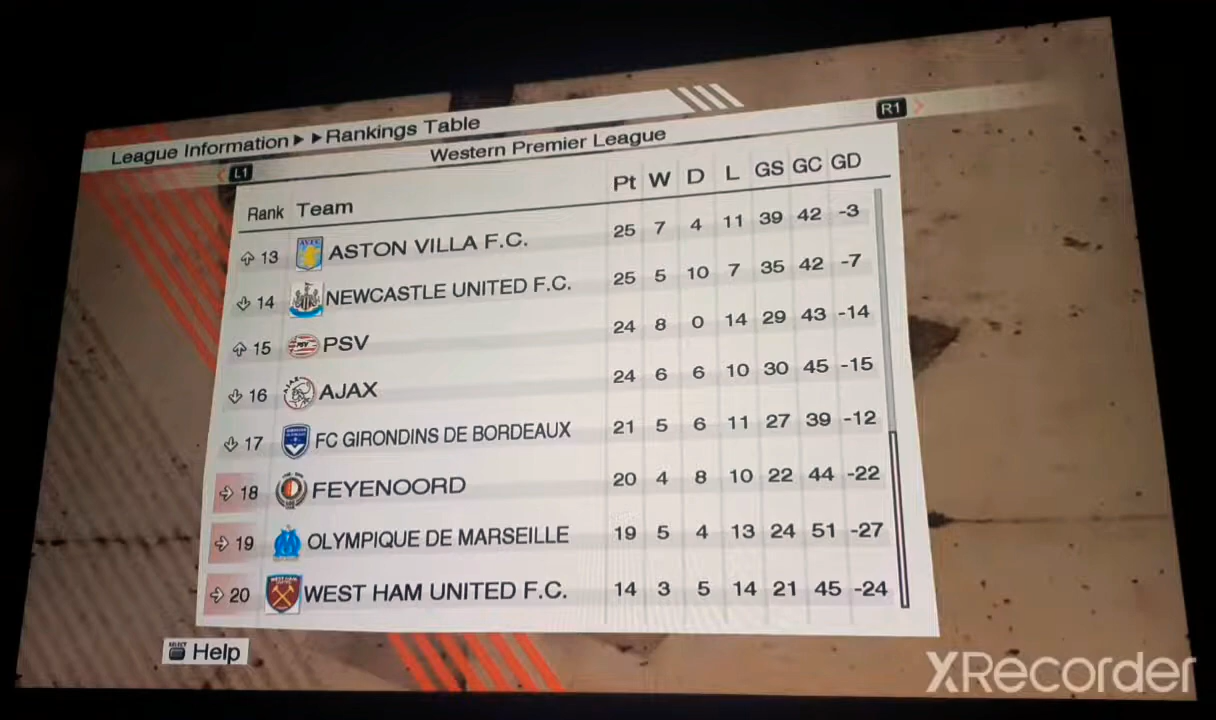 League Information ▶ ▶ Rankings Table
L1 Western Premier League R1
Rank Team Pt W D L GS GC GD
13 ASTON VILLA F.C. 25 7 4 11 39 42 -3
14 NEWCASTLE UNITED F.C. 25 5 10 7 35 42 -7
15 PSV 24 8 0 14 29 43 -14
16 AJAX 24 6 6 10 30 45 -15
17 FC GIRONDINS DE BORDEAUX 21 5 6 11 27 39 -12
18 FEYENOORD 20 4 8 10 22 44 -22
19 OLYMPIQUE DE MARSEILLE 19 5 4 13 24 51 -27
20 WEST HAM UNITED F.C. 14 3 5 14 21 45 -24
SELECT Help
XRecorder